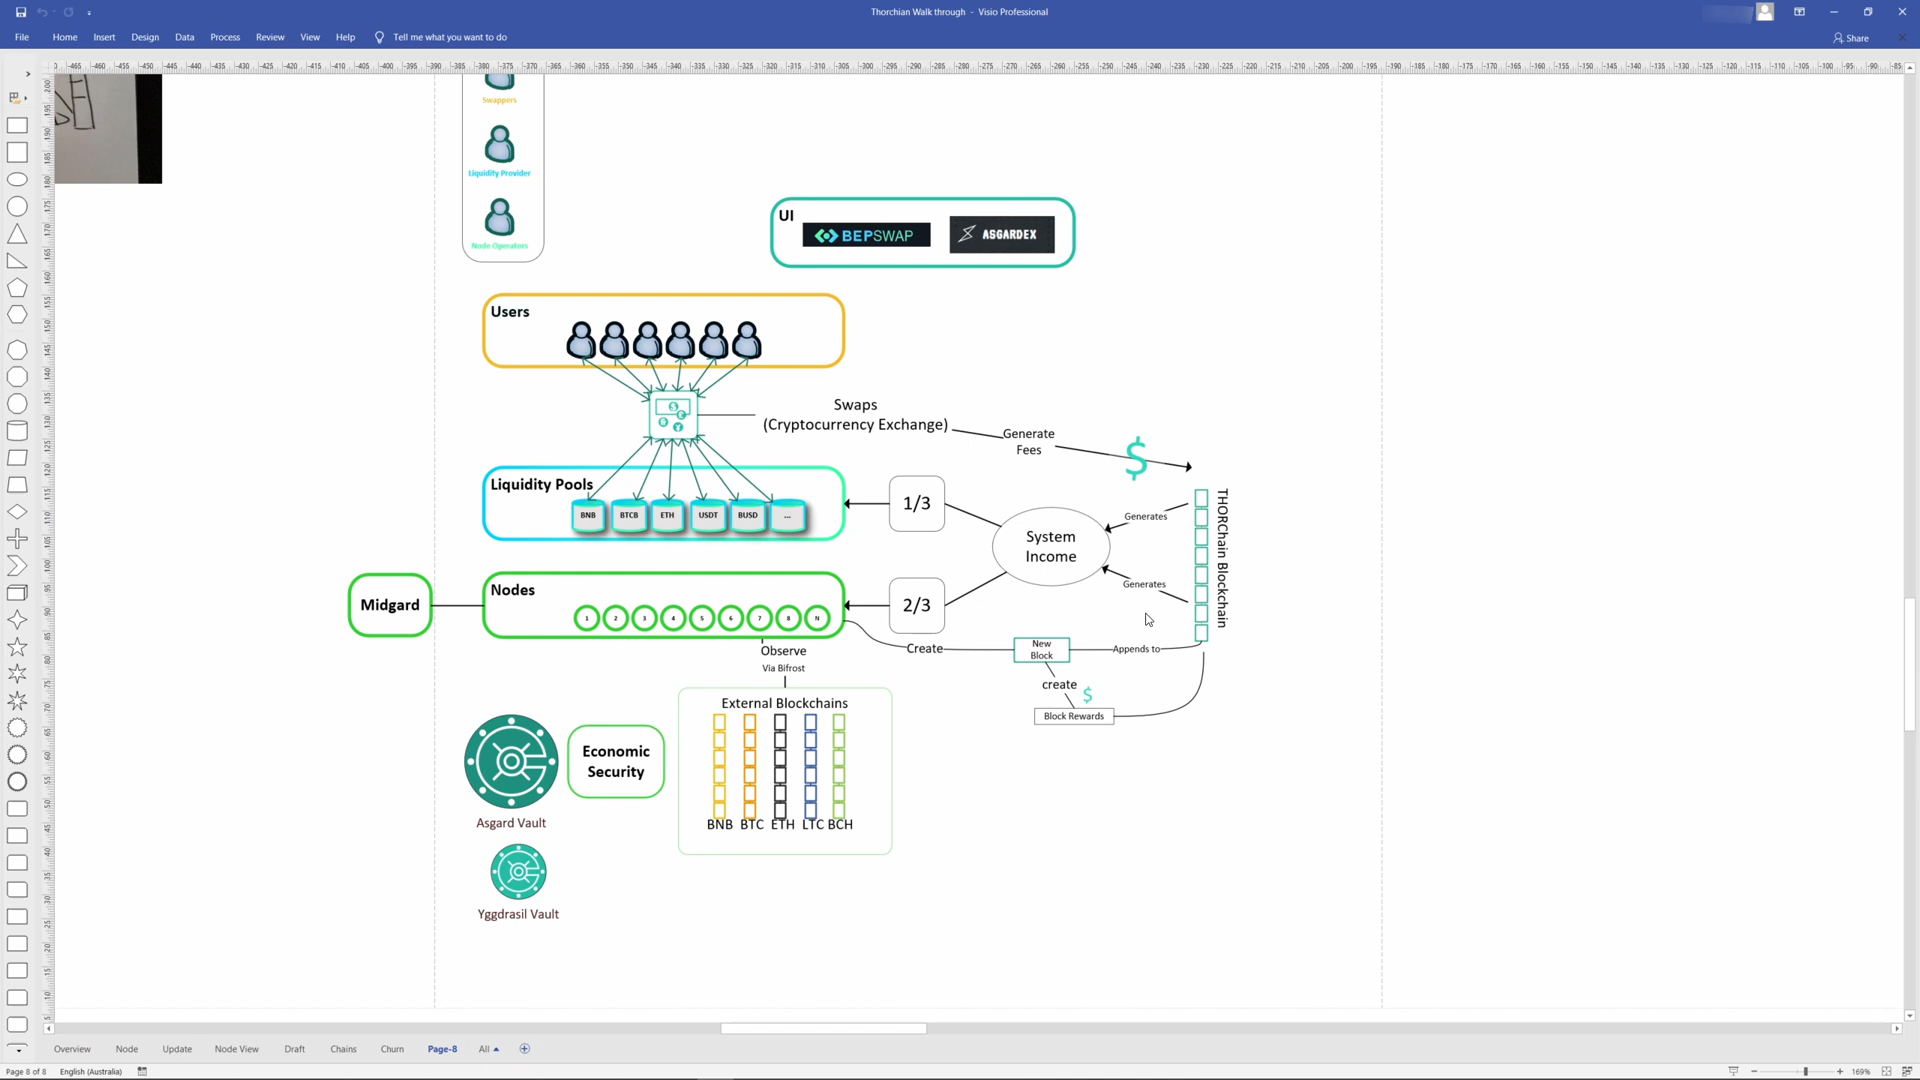 Thorchian Walk through - Visio Professional
File Home Insert Design Data Process Review View Help Tell me what you want to do
Share
Swappers
Liquidity Provider
Node Operators
UI
BEPSWAP
ASGARDEX
Users
Swaps
(Cryptocurrency Exchange)
Generate
Fees
$
Liquidity Pools
BNB BTCB ETH USDT BUSD ...
1/3
System
Income
Generates
Generates
THORChain Blockchain
Midgard
Nodes
1 2 3 4 5 6 7 8 N
2/3
Create
New
Block
Appends to
create $
Block Rewards
Observe
Via Bifrost
External Blockchains
BNB BTC ETH LTC BCH
Economic
Security
Asgard Vault
Yggdrasil Vault
Overview Node Update Node View Draft Chains Churn Page-8 All
Page 8 of 8 English (Australia)
169%